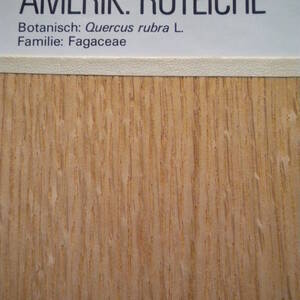 AMERIK. ROTEICHE
Botanisch: Quercus rubra L.
Familie: Fagaceae